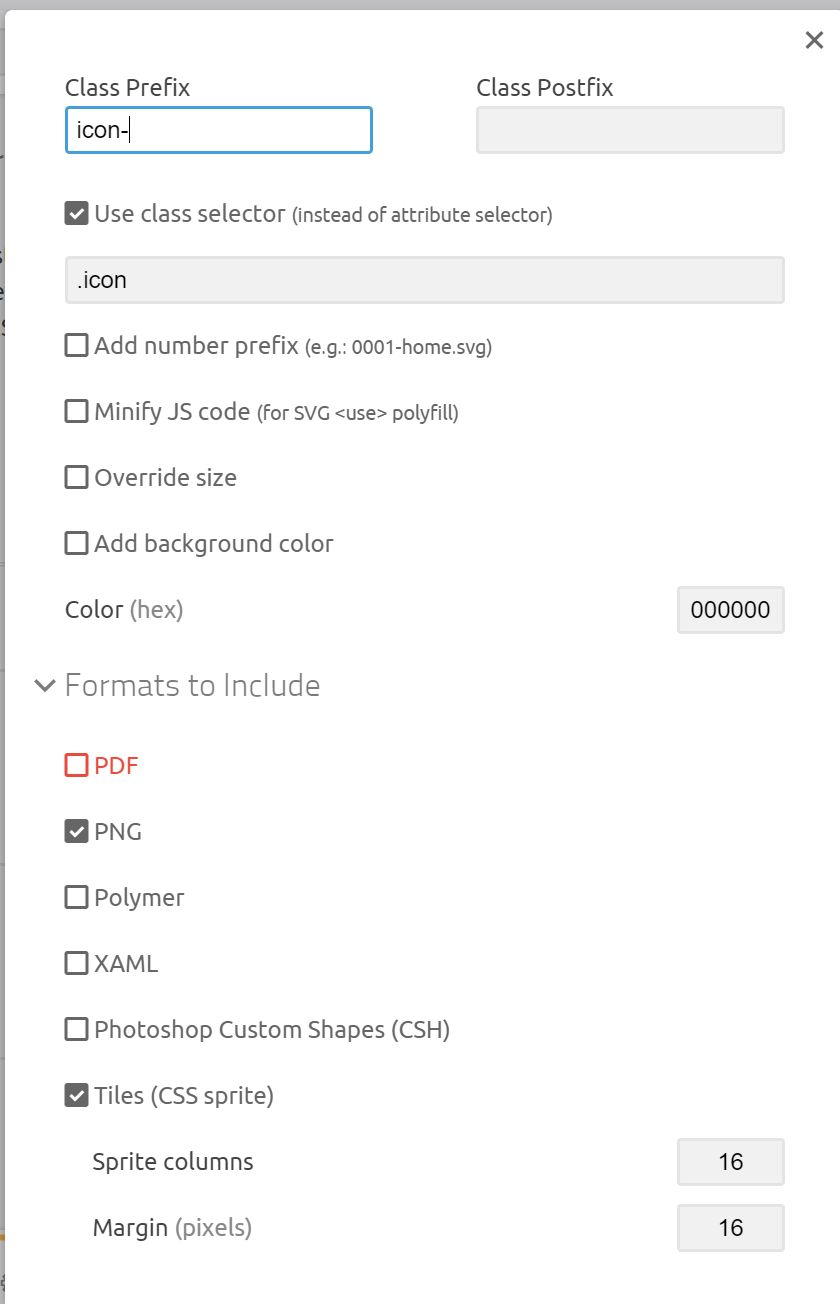 Class Prefix Class Postfix
icon-
Use class selector (instead of attribute selector)
.icon
Add number prefix (e.g.: 0001-home.svg)
Minify JS code (for SVG <use> polyfill)
Override size
Add background color
Color (hex) 000000
Formats to Include
PDF
PNG
Polymer
XAML
Photoshop Custom Shapes (CSH)
Tiles (CSS sprite)
Sprite columns 16
Margin (pixels) 16